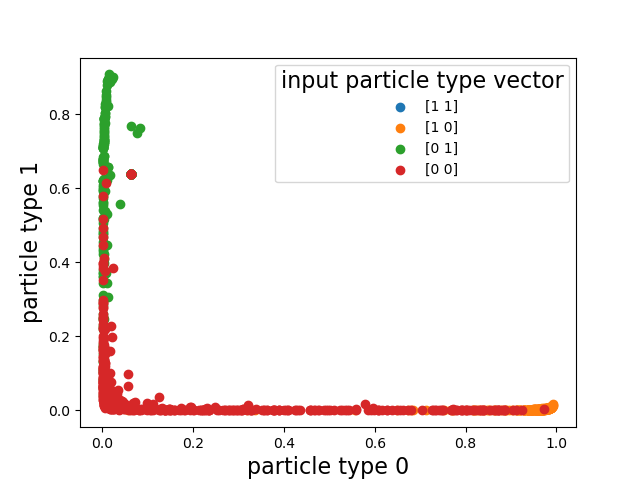 input particle type vector
[1 1]
[1 0]
[0 1]
[0 0]
particle type 1
0.8
0.6
0.4
0.2
0.0
0.0 0.2 0.4 0.6 0.8 1.0
particle type 0